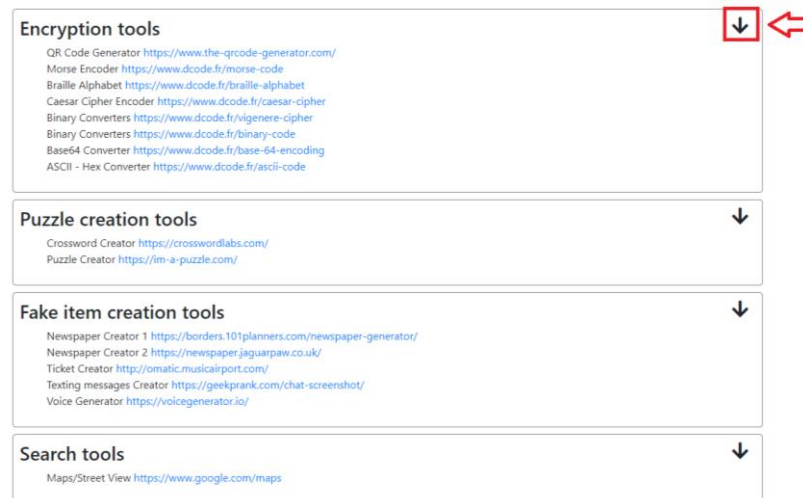 Encryption tools
QR Code Generator https://www.the-qrcode-generator.com/
Morse Encoder https://www.dcode.fr/morse-code
Braille Alphabet https://www.dcode.fr/braille-alphabet
Caesar Cipher Encoder https://www.dcode.fr/caesar-cipher
Binary Converters https://www.dcode.fr/vigenere-cipher
Binary Converters https://www.dcode.fr/binary-code
Base64 Converter https://www.dcode.fr/base-64-encoding
ASCII - Hex Converter https://www.dcode.fr/ascii-code
Puzzle creation tools
Crossword Creator https://crosswordlabs.com/
Puzzle Creator https://im-a-puzzle.com/
Fake item creation tools
Newspaper Creator 1 https://borders.101planners.com/newspaper-generator/
Newspaper Creator 2 https://newspaper.jaguarpaw.co.uk/
Ticket Creator http://omatic.musicairport.com/
Texting messages Creator https://geekprank.com/chat-screenshot/
Voice Generator https://voicegenerator.io/
Search tools
Maps/Street View https://www.google.com/maps